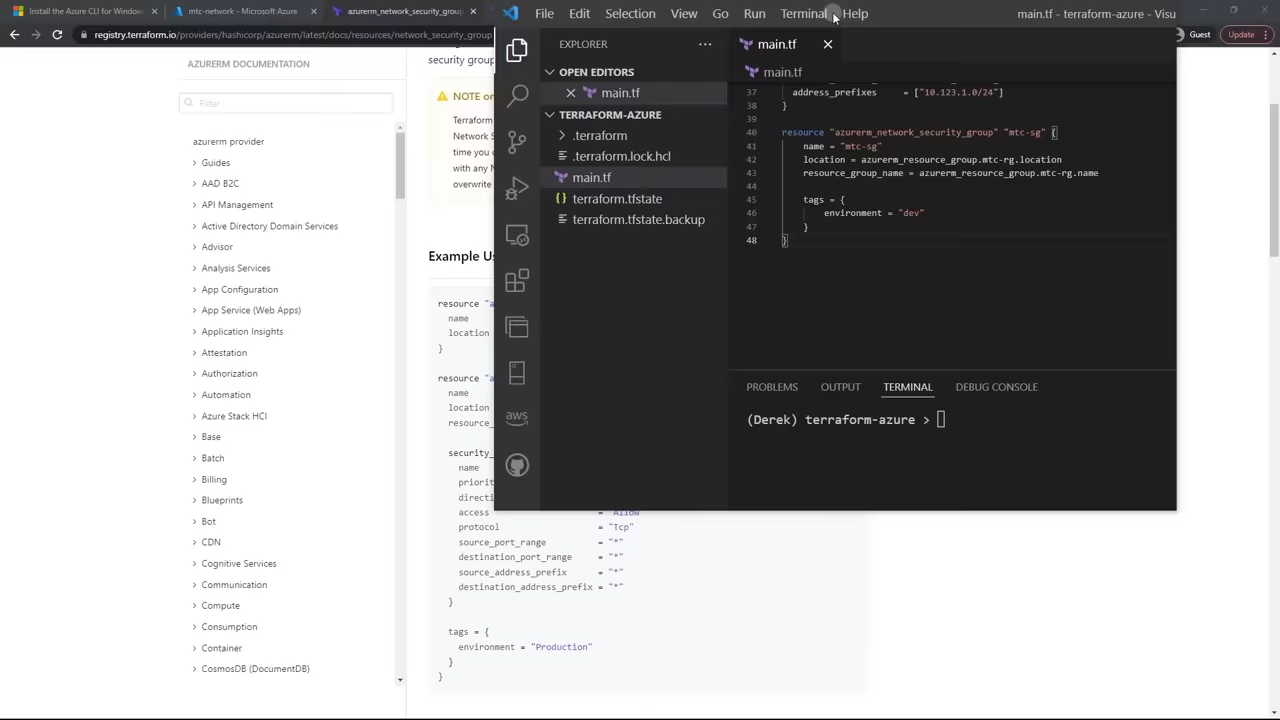 Install the Azure CLI for Window
mtc-network - Microsoft Azure
azurerm_network_security_group
registry.terraform.io/providers/hashicorp/azurerm/latest/docs/resources/network_security_group
Guest
Update
AZURERM DOCUMENTATION
Filter
azurerm provider
Guides
AAD B2C
API Management
Active Directory Domain Services
Advisor
Analysis Services
App Configuration
App Service (Web Apps)
Application Insights
Attestation
Authorization
Automation
Azure Stack HCI
Base
Batch
Billing
Blueprints
Bot
CDN
Cognitive Services
Communication
Compute
Consumption
Container
CosmosDB (DocumentDB)
security group
NOTE on
Terraform
Network S
time you c
with any N
overwrite
Example Us
resource "a
name
location
}
resource "a
name
location
resource_
security_
name
priorit
directi
access = "Allow"
protocol = "Tcp"
source_port_range = "*"
destination_port_range = "*"
source_address_prefix = "*"
destination_address_prefix = "*"
}
tags = {
environment = "Production"
}
}
File Edit Selection View Go Run Terminal Help
main.tf - terraform-azure - Visu
EXPLORER
OPEN EDITORS
main.tf
TERRAFORM-AZURE
.terraform
.terraform.lock.hcl
main.tf
terraform.tfstate
terraform.tfstate.backup
aws
main.tf
main.tf
37 address_prefixes = ["10.123.1.0/24"]
38 }
39
40 resource "azurerm_network_security_group" "mtc-sg" {
41 name = "mtc-sg"
42 location = azurerm_resource_group.mtc-rg.location
43 resource_group_name = azurerm_resource_group.mtc-rg.name
44
45 tags = {
46 environment = "dev"
47 }
48 }
PROBLEMS OUTPUT TERMINAL DEBUG CONSOLE
(Derek) terraform-azure >